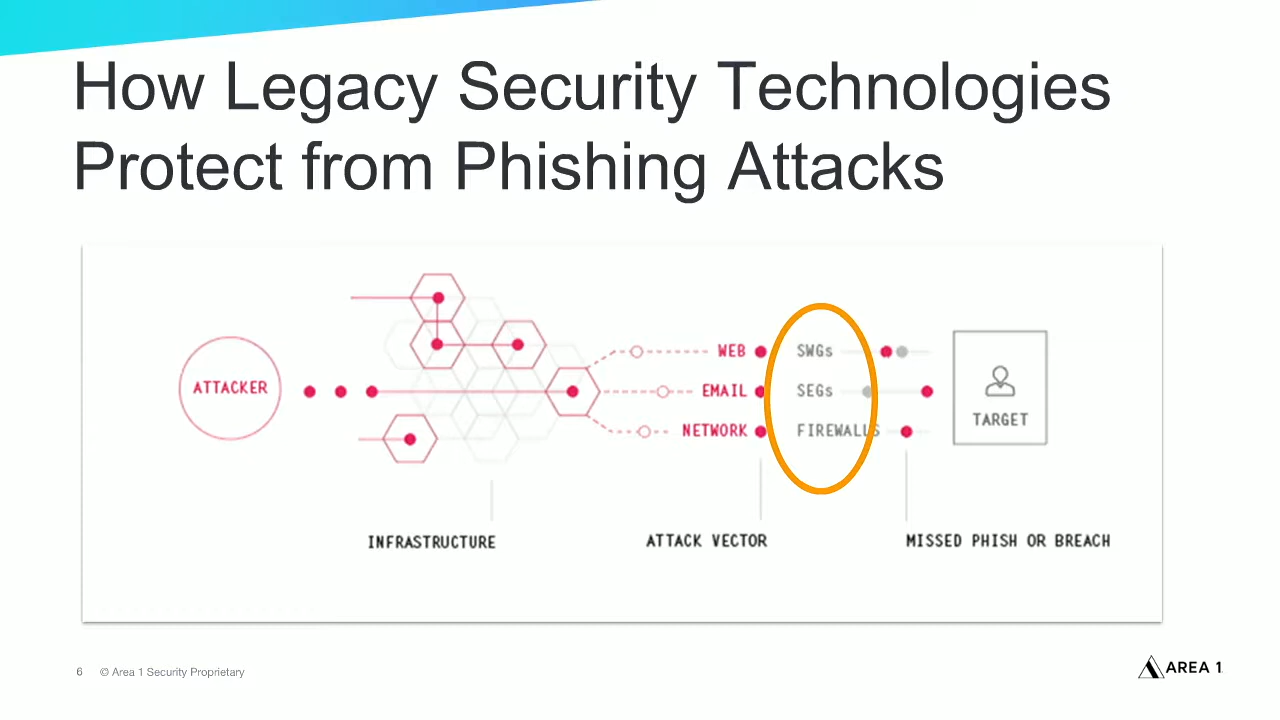 How Legacy Security Technologies
Protect from Phishing Attacks
ATTACKER
WEB
SWGs
EMAIL
SEGs
NETWORK
FIREWALLS
TARGET
INFRASTRUCTURE
ATTACK VECTOR
MISSED PHISH OR BREACH
6 © Area 1 Security Proprietary
AREA 1